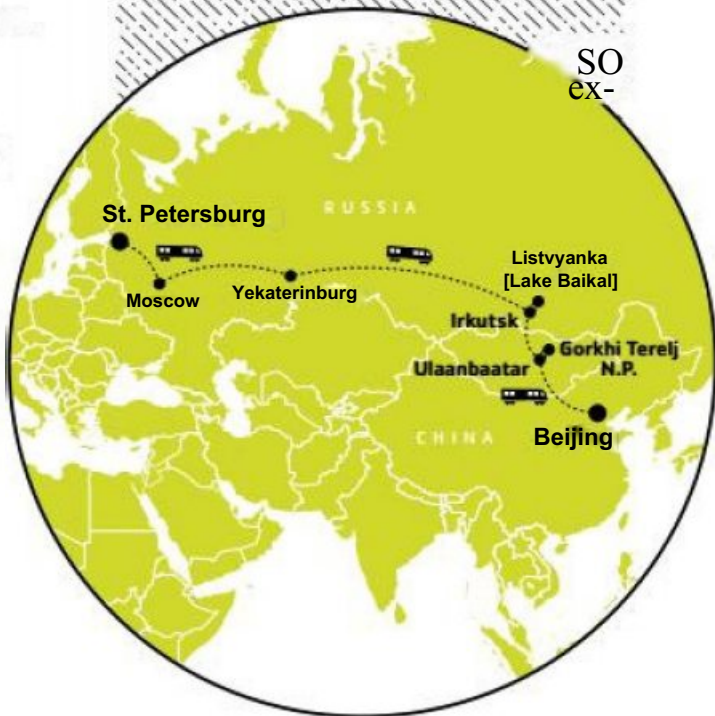 SO
ex-
RUSSIA
St. Petersburg
Listvyanka
[Lake Baikal]
Moscow
Yekaterinburg
Irkutsk
Gorkhi Terelj
N.P.
Ulaanbaatar
CHINA
Beijing